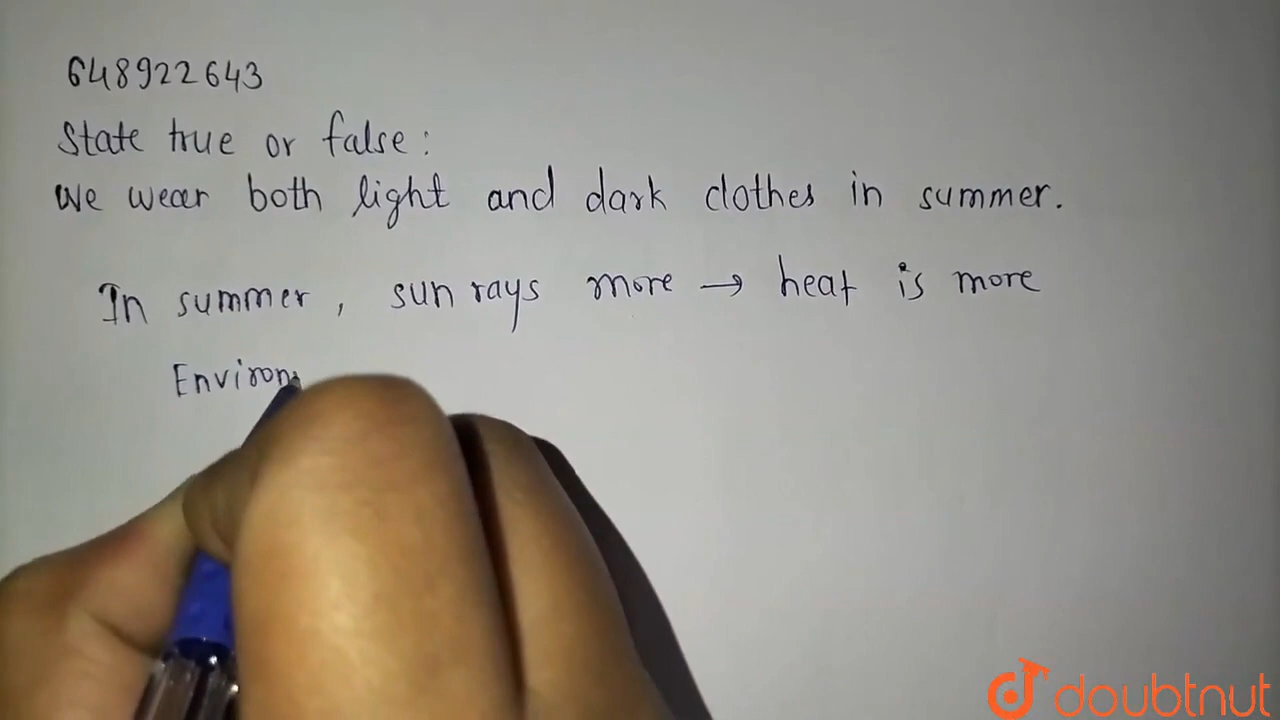 648922643
State true or false:
We wear both light and dark clothes in summer.
In summer, sun rays more → heat is more
Environ
doubtnut